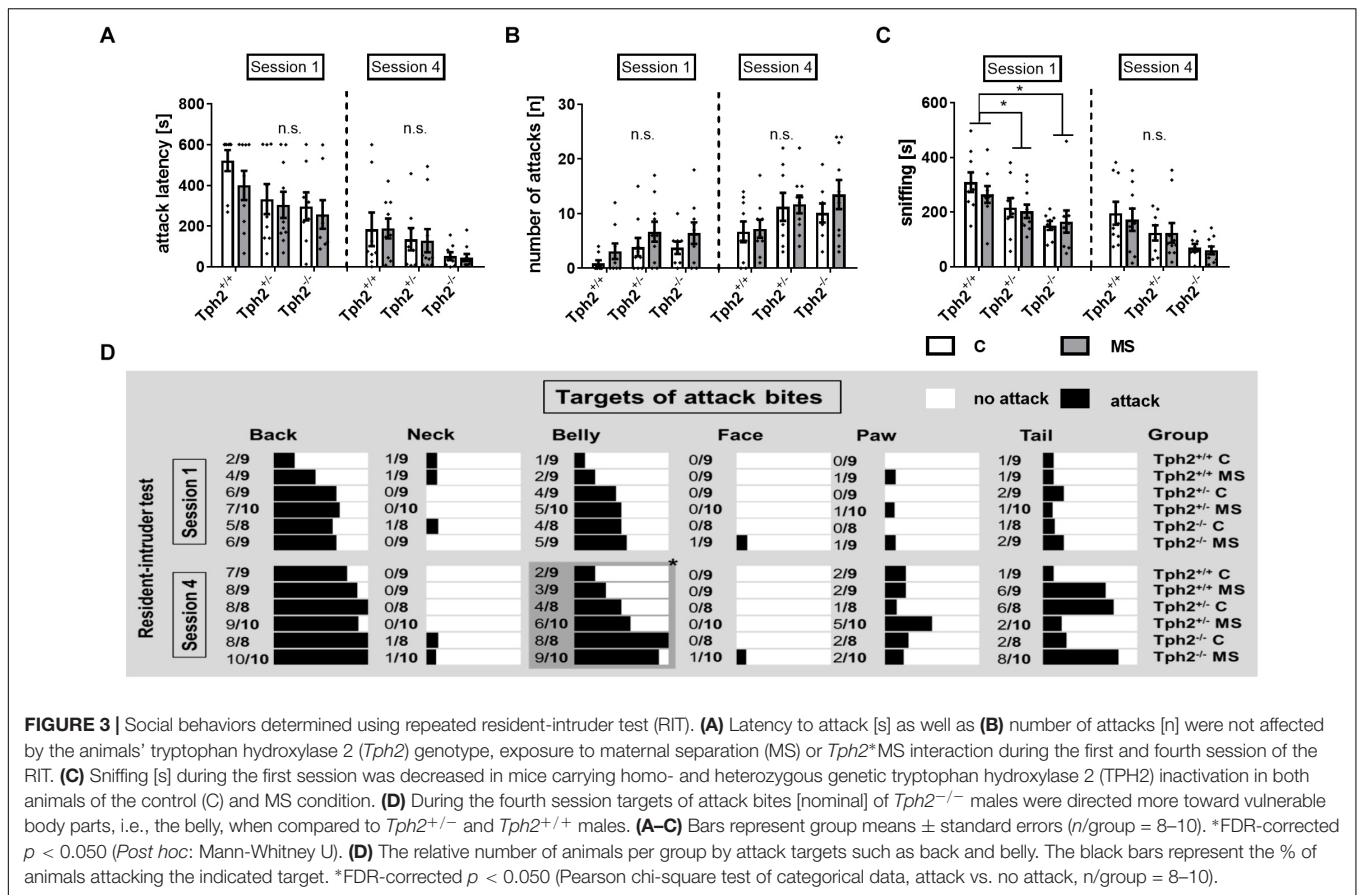 A
B
C
Session 1
Session 4
Session 1
Session 4
Session 1
Session 4
attack latency [s]
800
600
400
200
0
n.s.
n.s.
Tph2+/+
Tph2+/-
Tph2-/-
Tph2+/+
Tph2+/-
Tph2-/-
number of attacks [n]
30
20
10
0
n.s.
n.s.
Tph2+/+
Tph2+/-
Tph2-/-
Tph2+/+
Tph2+/-
Tph2-/-
sniffing [s]
600
400
200
0
*
*
n.s.
Tph2+/+
Tph2+/-
Tph2-/-
Tph2+/+
Tph2+/-
Tph2-/-
C MS
D
Targets of attack bites
no attack attack
Back Neck Belly Face Paw Tail Group
Resident-intruder test
Session 1
2/9 1/9 1/9 0/9 0/9 1/9 Tph2+/+ C
4/9 1/9 2/9 0/9 1/9 1/9 Tph2+/+ MS
6/9 0/9 4/9 0/9 0/9 2/9 Tph2+/- C
7/10 0/10 5/10 0/10 1/10 1/10 Tph2+/- MS
5/8 1/8 4/8 0/8 0/8 1/8 Tph2-/- C
6/9 0/9 5/9 1/9 1/9 2/9 Tph2-/- MS
Session 4
*
7/9 0/9 2/9 0/9 2/9 1/9 Tph2+/+ C
8/9 0/9 3/9 0/9 2/9 6/9 Tph2+/+ MS
8/8 0/8 4/8 0/8 1/8 6/8 Tph2+/- C
9/10 0/10 6/10 0/10 5/10 2/10 Tph2+/- MS
8/8 1/8 8/8 0/8 2/8 2/8 Tph2-/- C
10/10 1/10 9/10 1/10 2/10 8/10 Tph2-/- MS
FIGURE 3 | Social behaviors determined using repeated resident-intruder test (RIT). (A) Latency to attack [s] as well as (B) number of attacks [n] were not affected
by the animals' tryptophan hydroxylase 2 (Tph2) genotype, exposure to maternal separation (MS) or Tph2*MS interaction during the first and fourth session of the
RIT. (C) Sniffing [s] during the first session was decreased in mice carrying homo- and heterozygous genetic tryptophan hydroxylase 2 (TPH2) inactivation in both
animals of the control (C) and MS condition. (D) During the fourth session targets of attack bites [nominal] of Tph2−/− males were directed more toward vulnerable
body parts, i.e., the belly, when compared to Tph2+/− and Tph2+/+ males. (A–C) Bars represent group means ± standard errors (n/group = 8–10). *FDR-corrected
p < 0.050 (Post hoc: Mann-Whitney U). (D) The relative number of animals per group by attack targets such as back and belly. The black bars represent the % of
animals attacking the indicated target. *FDR-corrected p < 0.050 (Pearson chi-square test of categorical data, attack vs. no attack, n/group = 8–10).